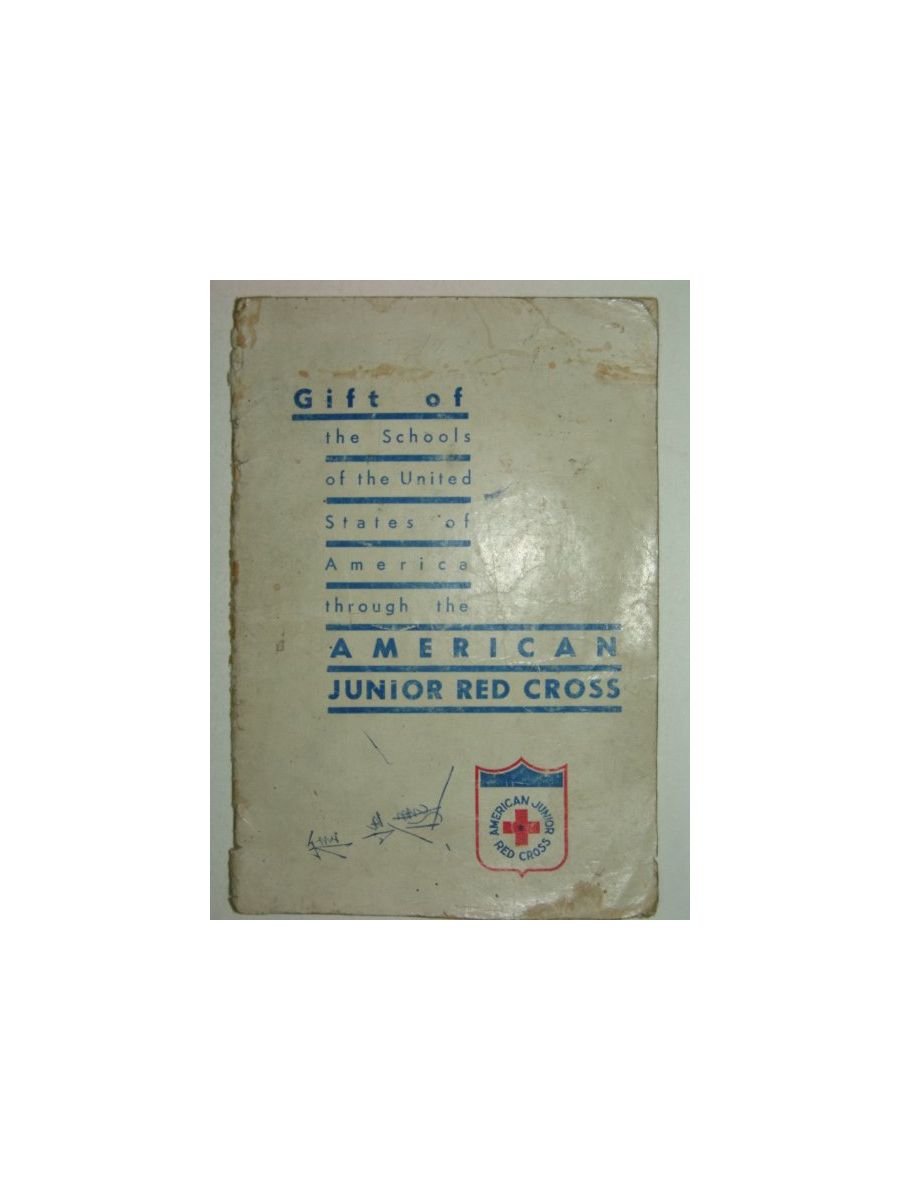 Gift of
the Schools
of the United
States of
America
through the
AMERICAN
JUNiOR RED CROSS
AMERICAN JUNIOR
RED CROSS